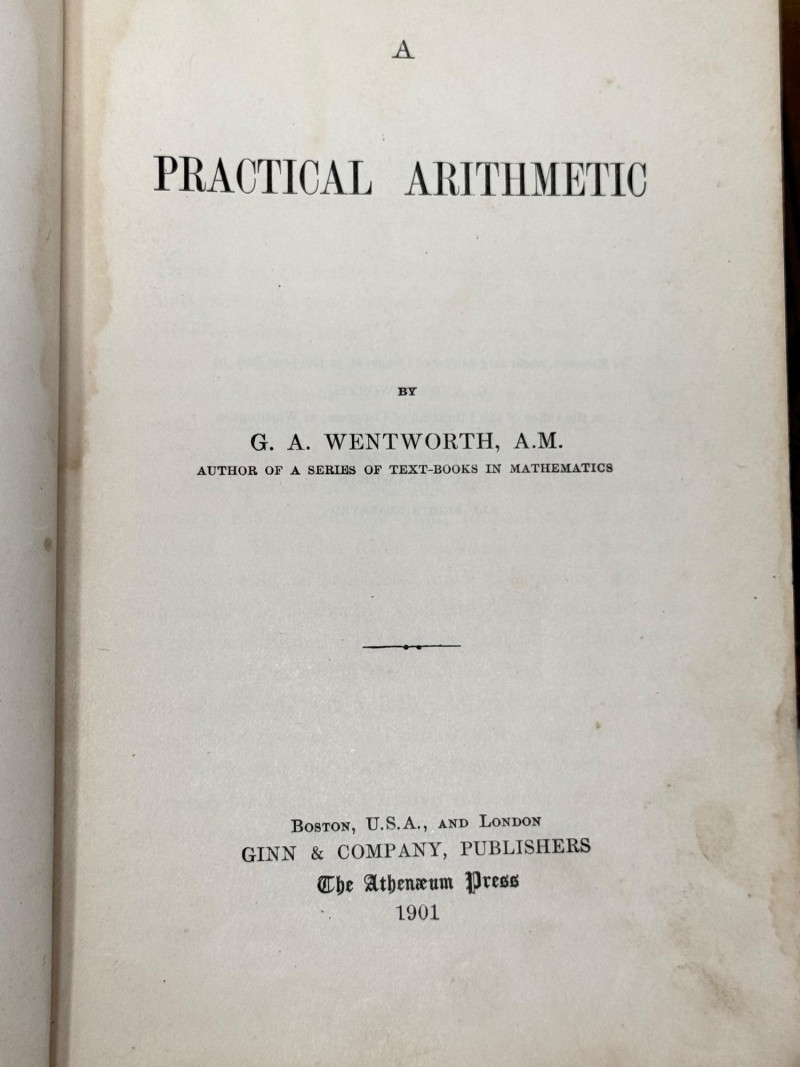 A
PRACTICAL ARITHMETIC
BY
G. A. WENTWORTH, A.M.
AUTHOR OF A SERIES OF TEXT-BOOKS IN MATHEMATICS
BOSTON, U.S.A., AND LONDON
GINN & COMPANY, PUBLISHERS
The Athenæum Press
1901